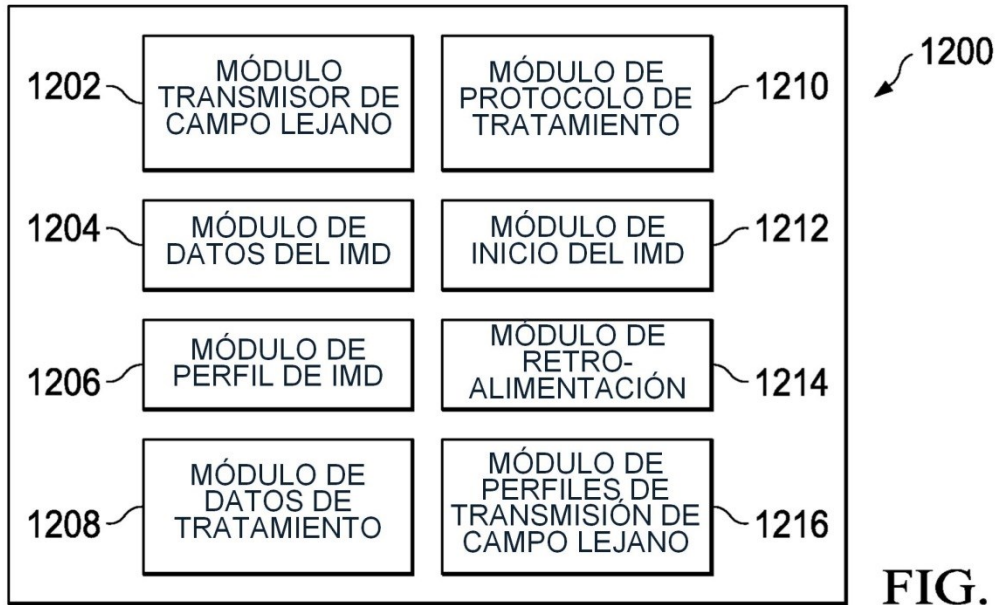 1200
1202
MÓDULO
TRANSMISOR DE
CAMPO LEJANO
MÓDULO DE
PROTOCOLO DE
TRATAMIENTO
1210
1204
MÓDULO DE
DATOS DEL IMD
MÓDULO DE
INICIO DEL IMD
1212
1206
MÓDULO DE
PERFIL DE IMD
MÓDULO DE
RETRO-
ALIMENTACIÓN
1214
1208
MÓDULO DE
DATOS DE
TRATAMIENTO
MÓDULO DE
PERFILES DE
TRANSMISIÓN DE
CAMPO LEJANO
1216
FIG.